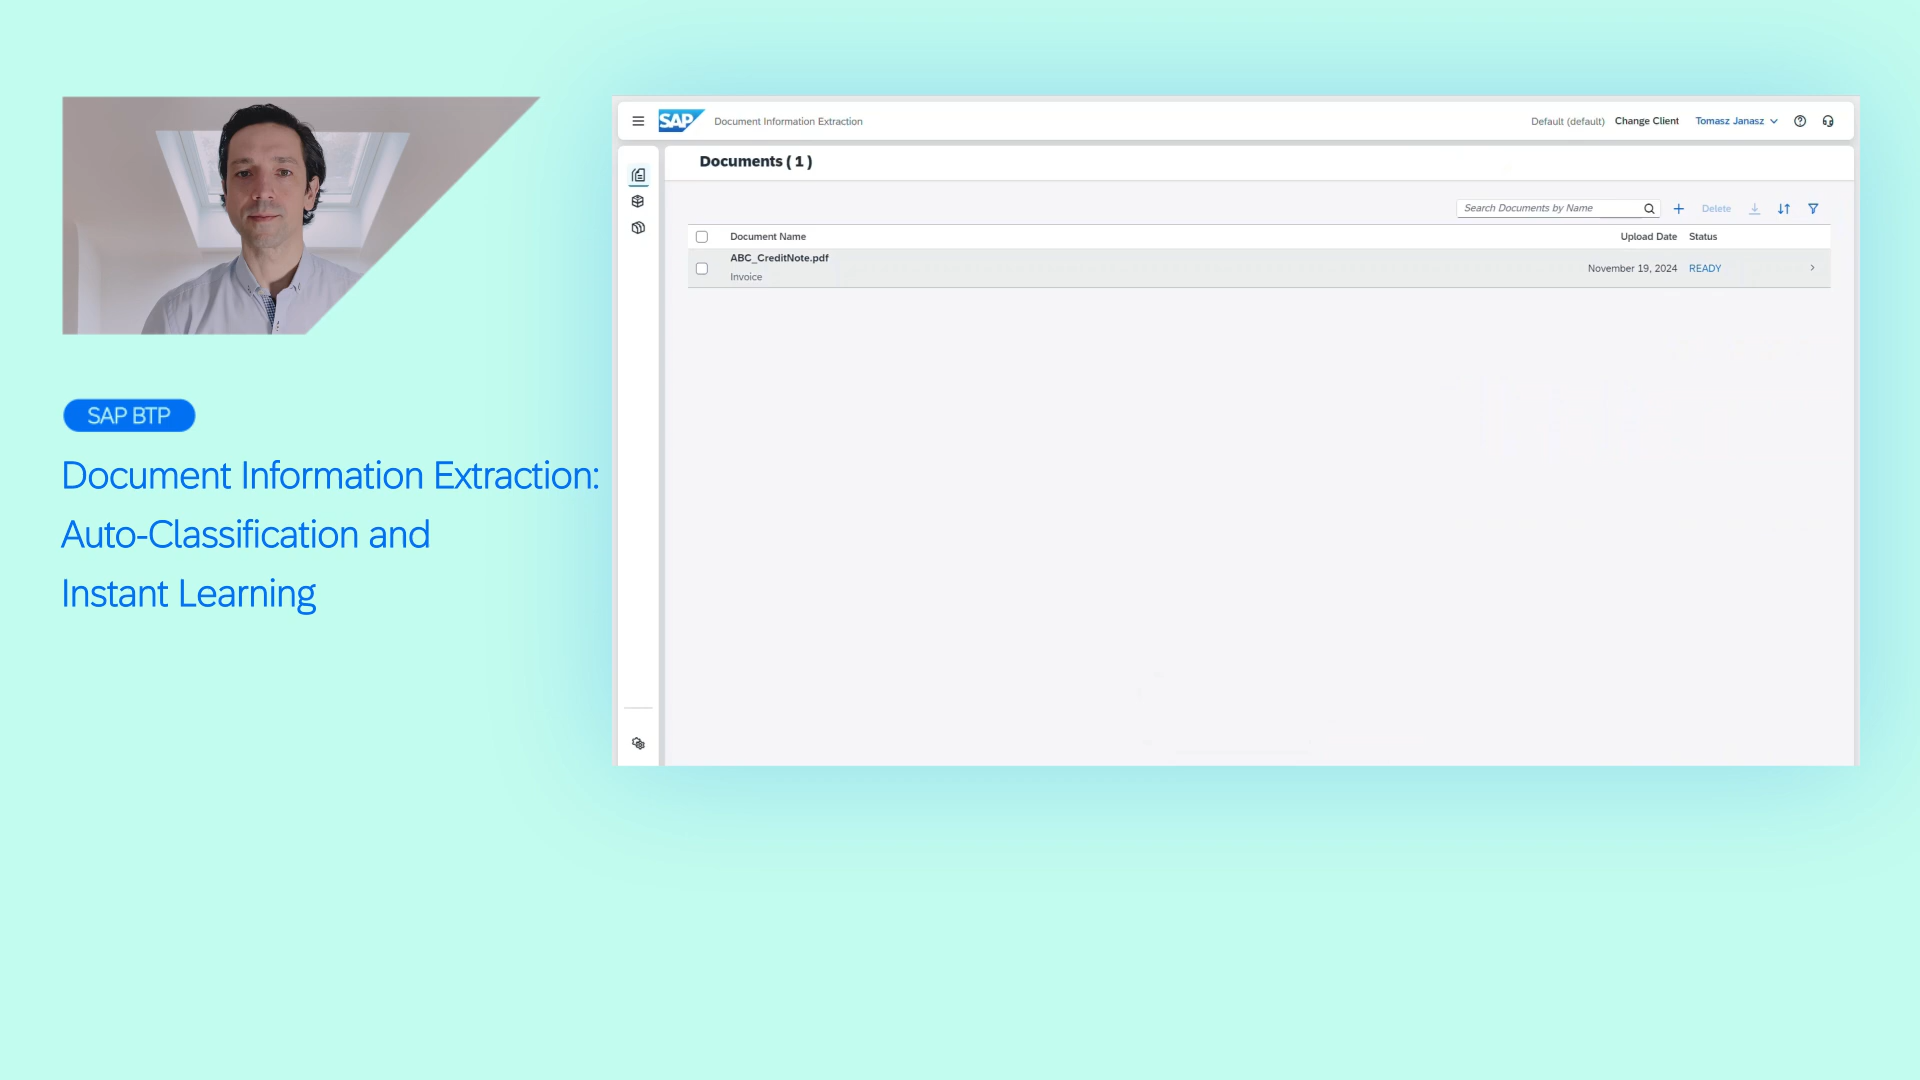 SAP BTP
Document Information Extraction:
Auto-Classification and
Instant Learning
SAP Document Information Extraction Default (default) Change Client Tomasz Janasz
Documents ( 1 )
Search Documents by Name Delete
Document Name Upload Date Status
ABC_CreditNote.pdf
Invoice November 19, 2024 READY